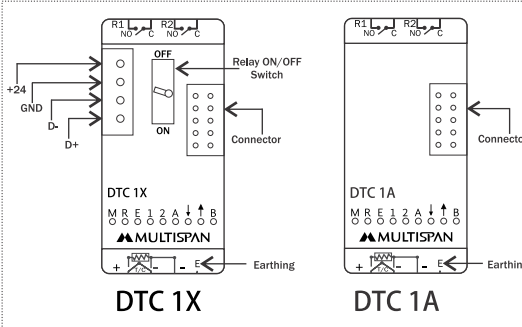 R1 R2
NO C NO C
OFF
Relay ON/OFF
Switch
+24
GND
D-
D+
ON
Connector
DTC 1X
M R E 1 2 A ↓ ↑ B
MULTISPAN
+ T/C - - E
Earthing
DTC 1X
R1 R2
NO C NO C
Connecto
DTC 1A
M R E 1 2 A ↓ ↑ B
MULTISPAN
+ T/C - - E
Earthin
DTC 1A